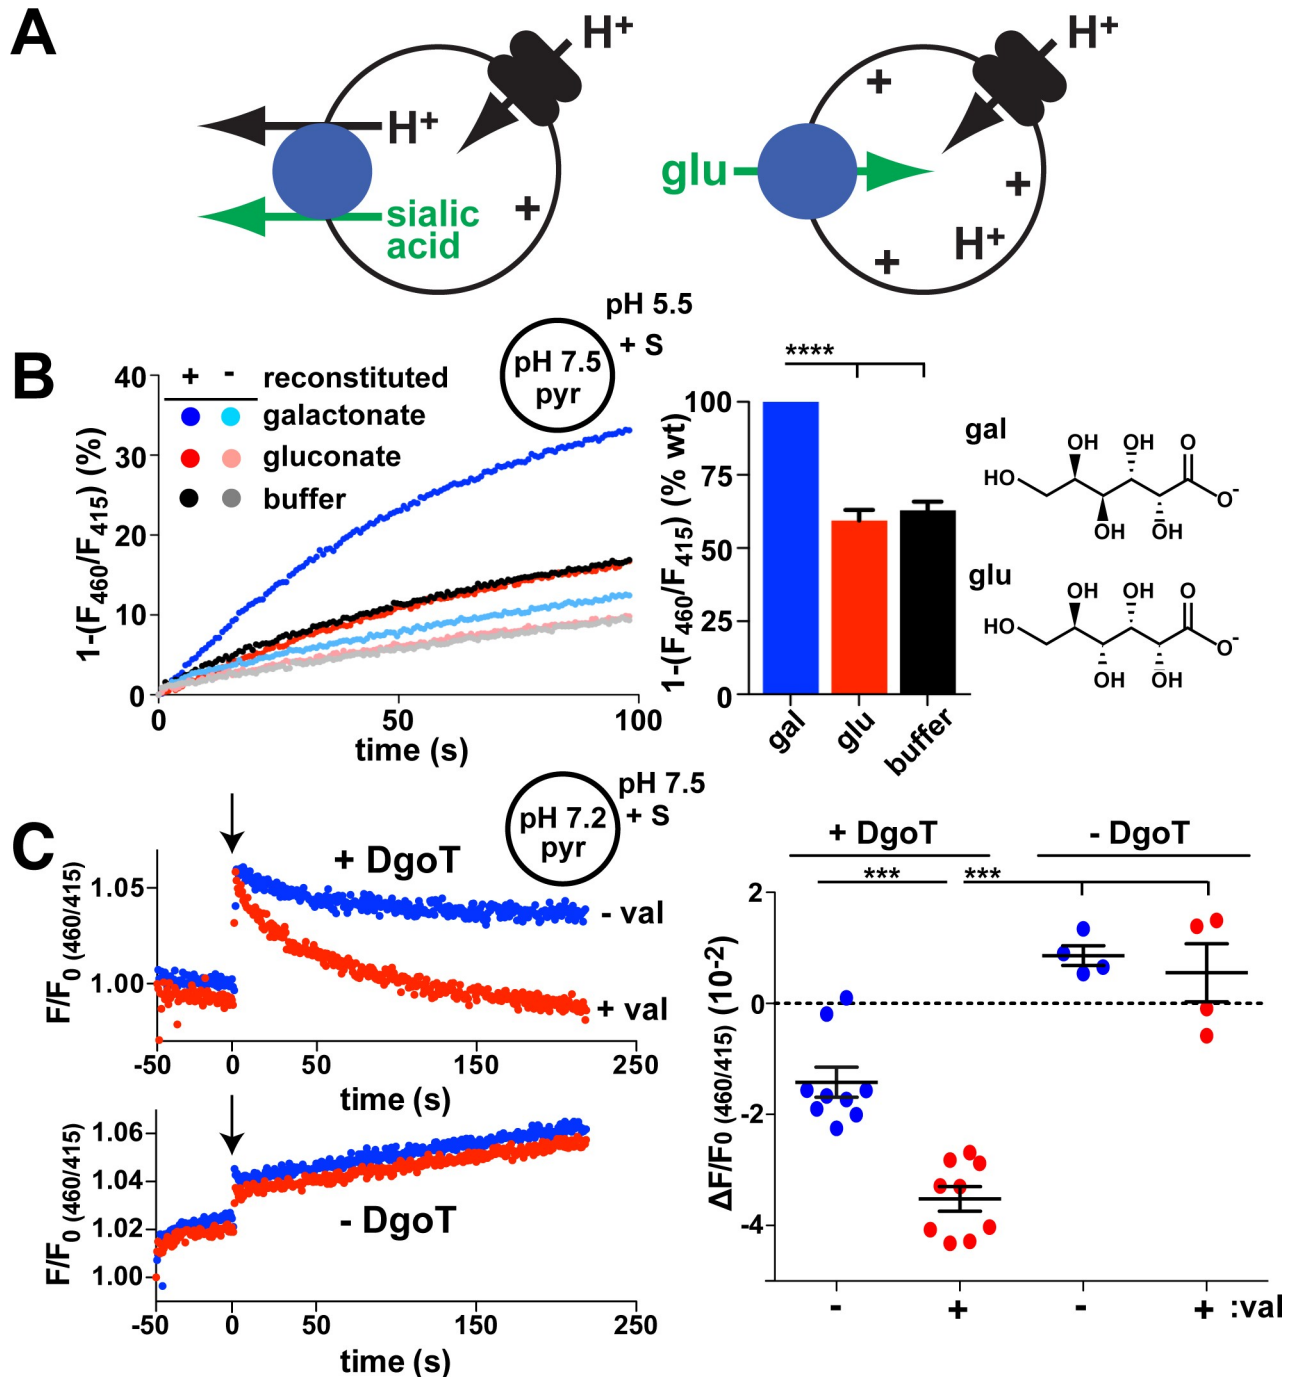 A
H+
H+
sialic
acid
+
H+
glu
+
+
+
H+
B
pH 5.5
+ S
pH 7.5
pyr
+ - reconstituted
galactonate
gluconate
buffer
1-(F460/F415) (%)
40
30
20
10
0
0
50
100
time (s)
****
1-(F460/F415) (% wt)
100
75
50
25
0
gal
glu
buffer
gal
OH
OH
O
HO
O-
OH
OH
glu
OH
OH
O
HO
O-
OH
OH
C
pH 7.5
+ S
pH 7.2
pyr
+ DgoT
- val
+ val
F/F0 (460/415)
1.05
1.00
-50
0
50
150
250
time (s)
- DgoT
F/F0 (460/415)
1.06
1.04
1.02
1.00
-50
0
50
150
250
time (s)
+ DgoT
- DgoT
***
***
ΔF/F0 (460/415) (10-2)
2
0
-2
-4
- + - + :val